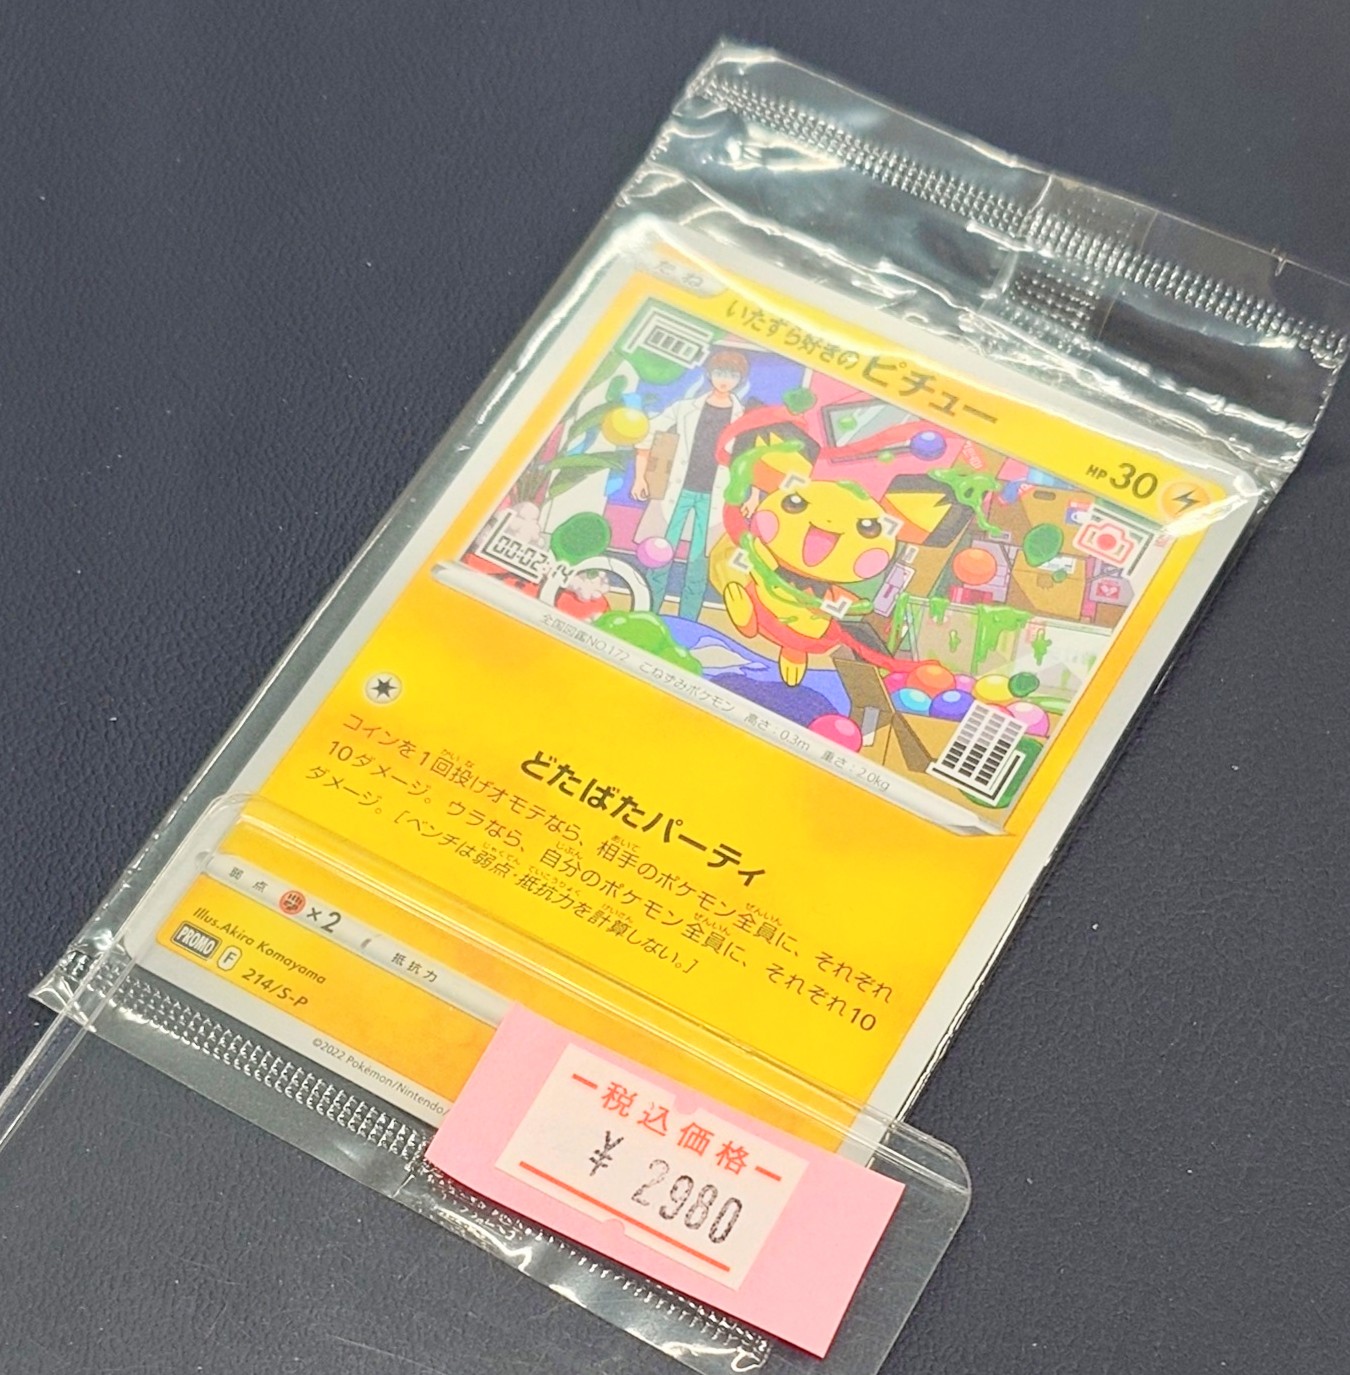 たね
いたずら好きのピチュー
HP 30
00:02:14
全国図鑑NO.172 こねずみポケモン 高さ:0.3m 重さ:2.0kg
どたばたパーティ
コインを1回投げオモテなら、相手のポケモン全員に、それぞれ
10ダメージ。ウラなら、自分のポケモン全員に、それぞれ10
ダメージ。[ベンチは弱点・抵抗力を計算しない。]
弱点 ×2 抵抗力
Illus.Akira Komayama
PROMO F 214/S-P
©2022 Pokémon/Nintendo/
税込価格
¥ 2980